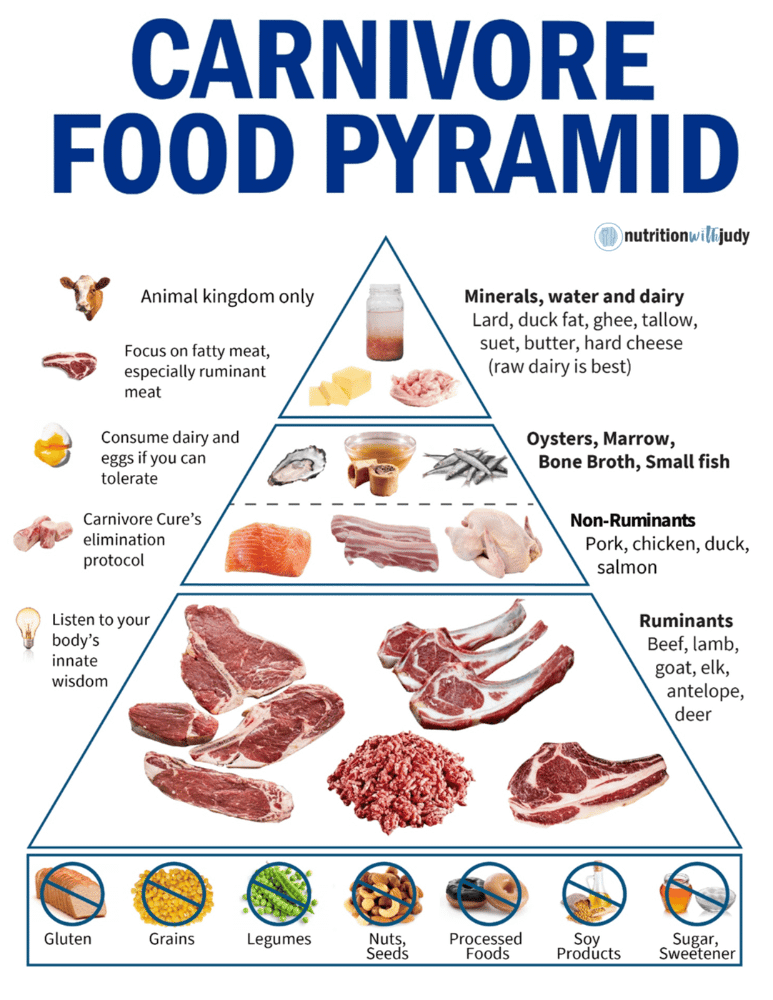 CARNIVORE
FOOD PYRAMID
nutritionwithjudy
Animal kingdom only
Focus on fatty meat,
especially ruminant
meat
Consume dairy and
eggs if you can
tolerate
Carnivore Cure's
elimination
protocol
Listen to your
body's
innate
wisdom
Minerals, water and dairy
Lard, duck fat, ghee, tallow,
suet, butter, hard cheese
(raw dairy is best)
Oysters, Marrow,
Bone Broth, Small fish
Non-Ruminants
Pork, chicken, duck,
salmon
Ruminants
Beef, lamb,
goat, elk,
antelope,
deer
Gluten
Grains
Legumes
Nuts,
Seeds
Processed
Foods
Soy
Products
Sugar,
Sweetener